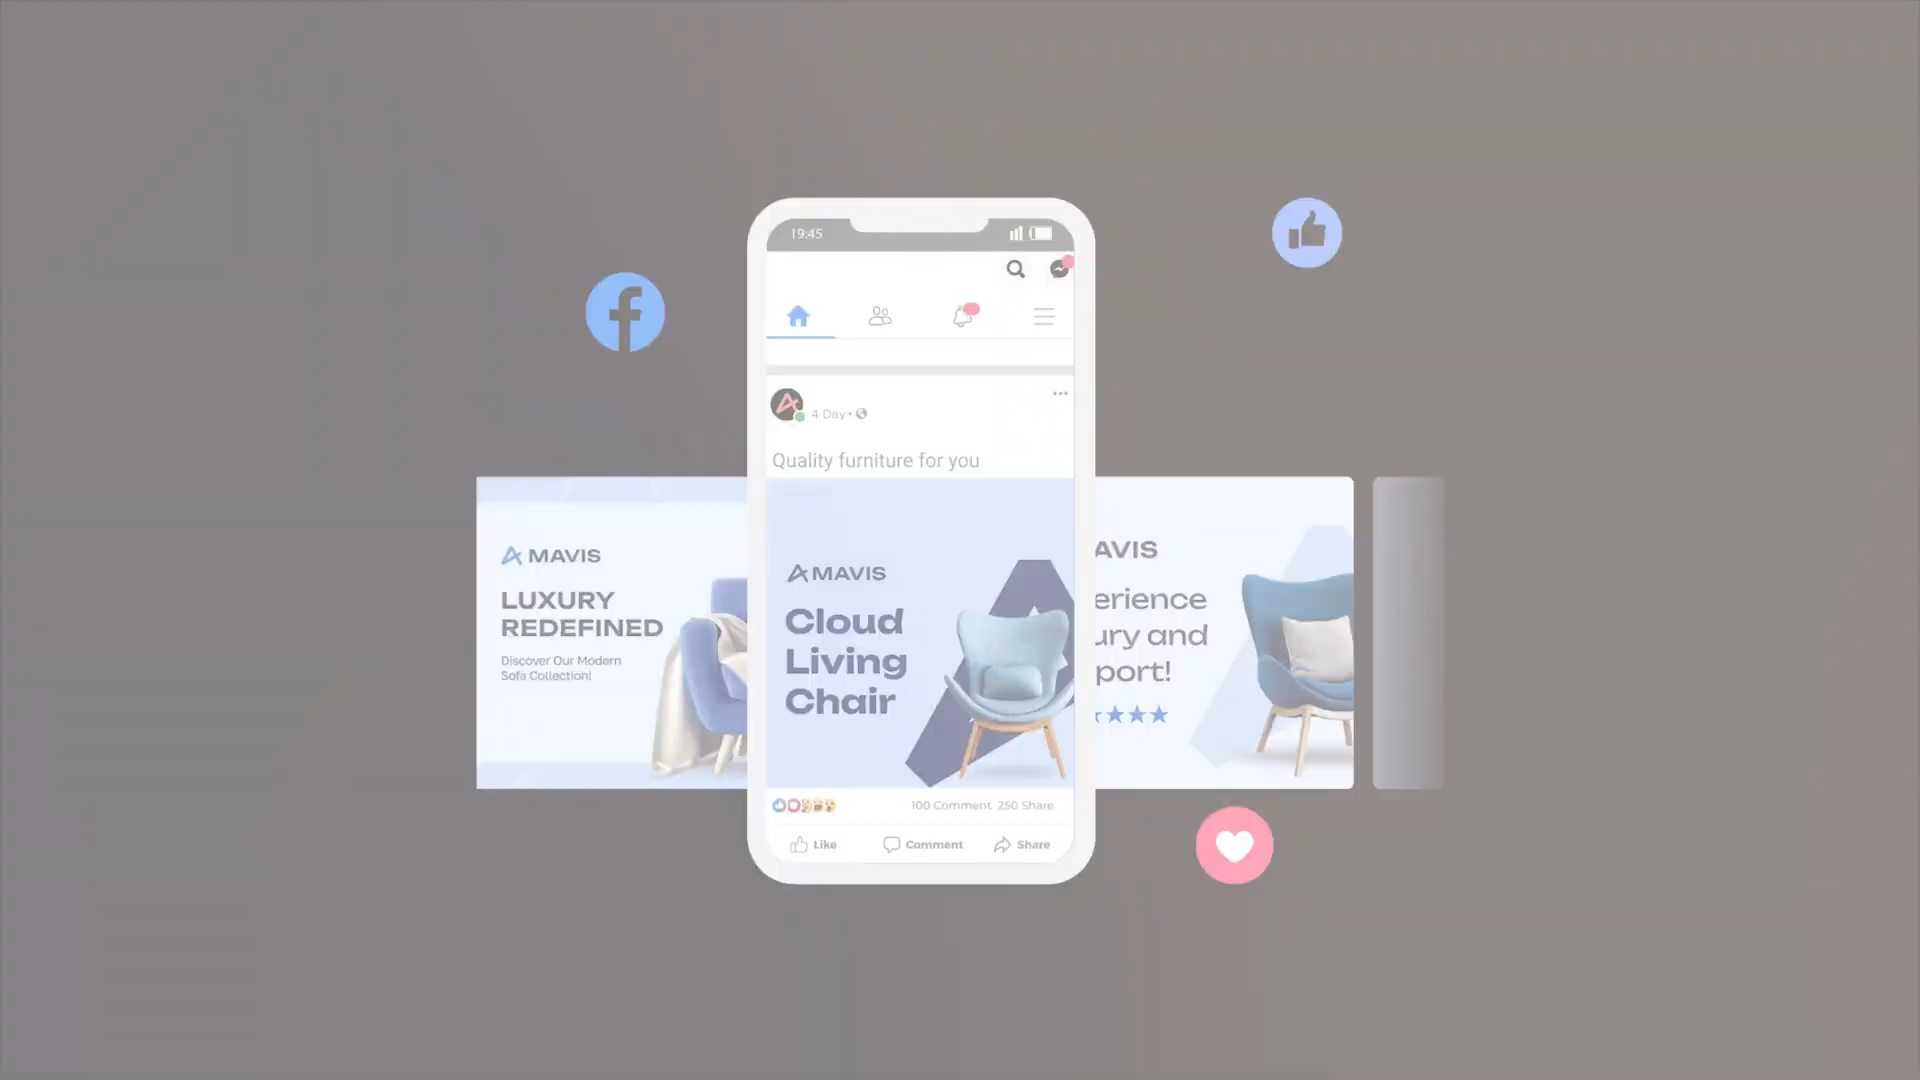 19:45
4 Day
Quality furniture for you
MAVIS
LUXURY
REDEFINED
Discover Our Modern
Sofa Collection!
MAVIS
Cloud
Living
Chair
AVIS
erience
ury and
port!
100 Comment 250 Share
Like Comment Share